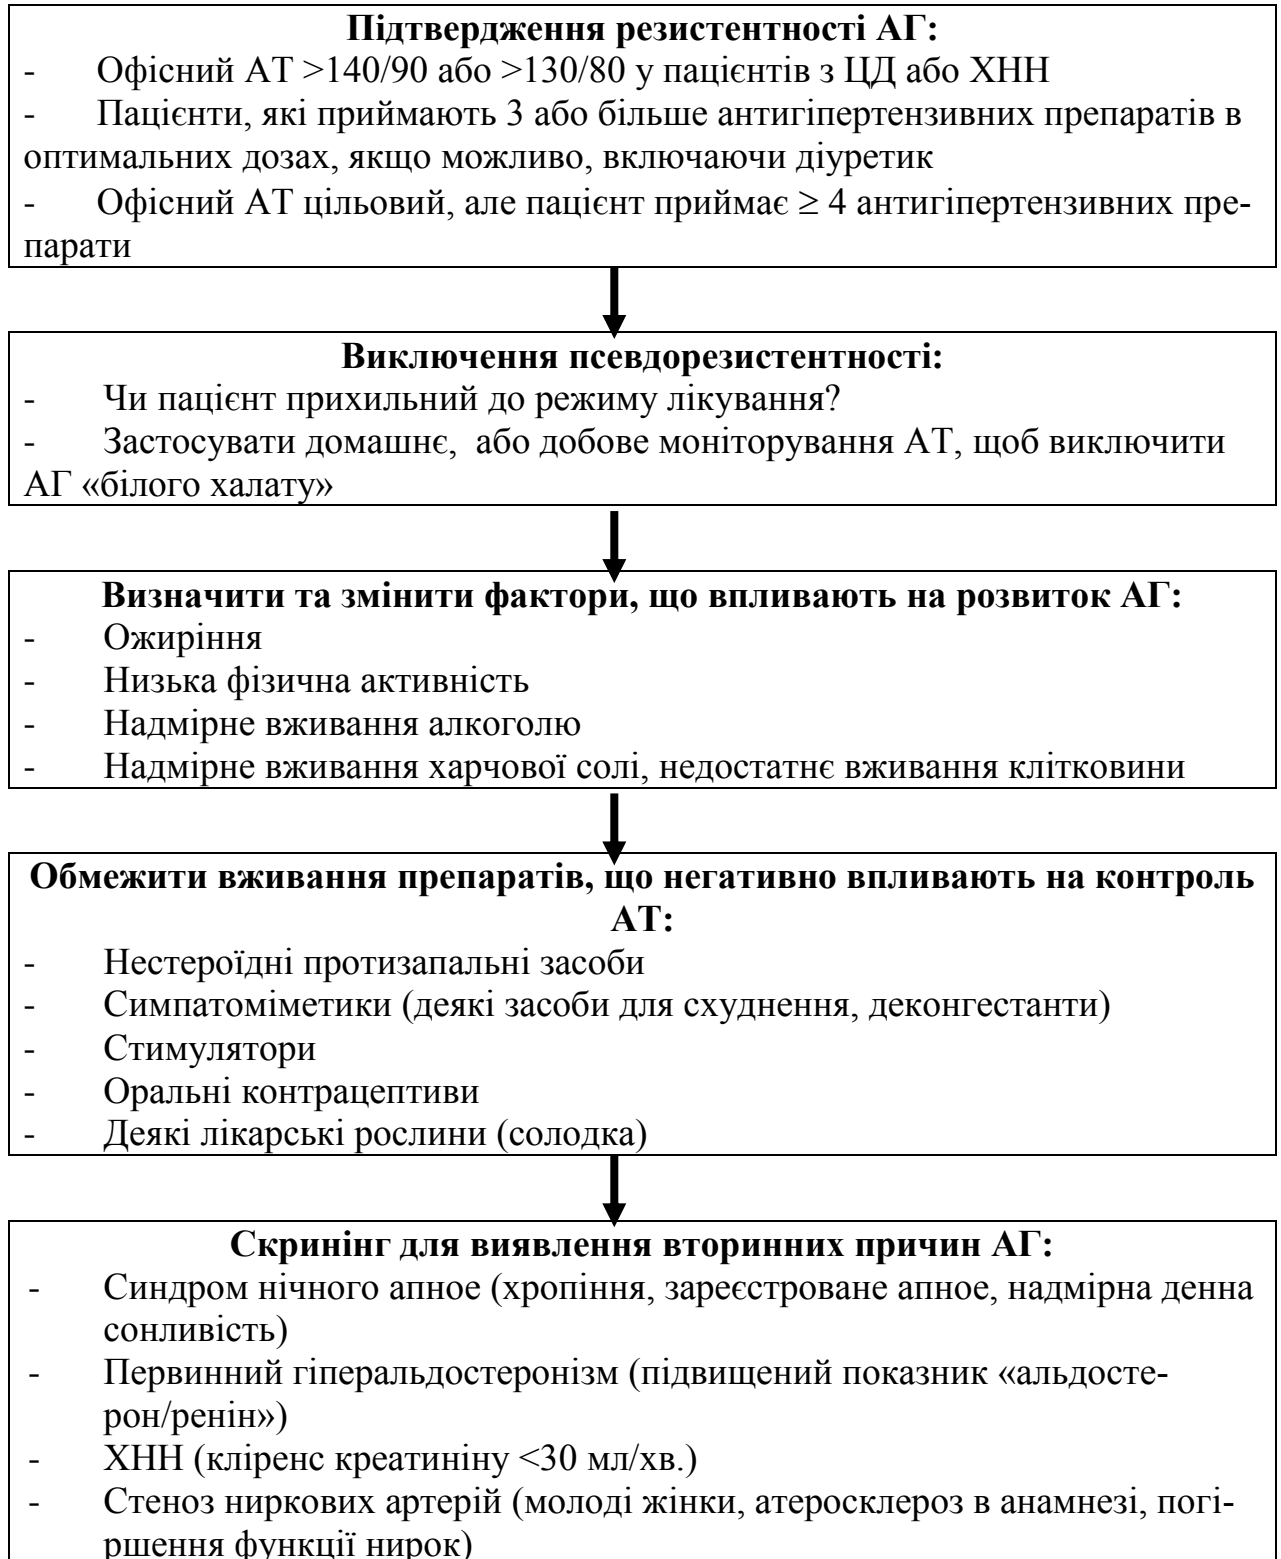 Підтвердження резистентності АГ:
- Офісний АТ >140/90 або >130/80 у пацієнтів з ЦД або ХНН
- Пацієнти, які приймають 3 або більше антигіпертензивних препаратів в
оптимальних дозах, якщо можливо, включаючи діуретик
- Офісний АТ цільовий, але пацієнт приймає ≥ 4 антигіпертензивних пре-
парати
Виключення псевдорезистентності:
- Чи пацієнт прихильний до режиму лікування?
- Застосувати домашнє, або добове моніторування АТ, щоб виключити
АГ «білого халату»
Визначити та змінити фактори, що впливають на розвиток АГ:
- Ожиріння
- Низька фізична активність
- Надмірне вживання алкоголю
- Надмірне вживання харчової солі, недостатнє вживання клітковини
Обмежити вживання препаратів, що негативно впливають на контроль
АТ:
- Нестероїдні протизапальні засоби
- Симпатоміметики (деякі засоби для схуднення, деконгестанти)
- Стимулятори
- Оральні контрацептиви
- Деякі лікарські рослини (солодка)
Скринінг для виявлення вторинних причин АГ:
- Синдром нічного апное (хропіння, зареєстроване апное, надмірна денна
сонливість)
- Первинний гіперальдостеронізм (підвищений показник «альдосте-
рон/ренін»)
- ХНН (кліренс креатиніну <30 мл/хв.)
- Стеноз ниркових артерій (молоді жінки, атеросклероз в анамнезі, погі-
ршення функції нирок)